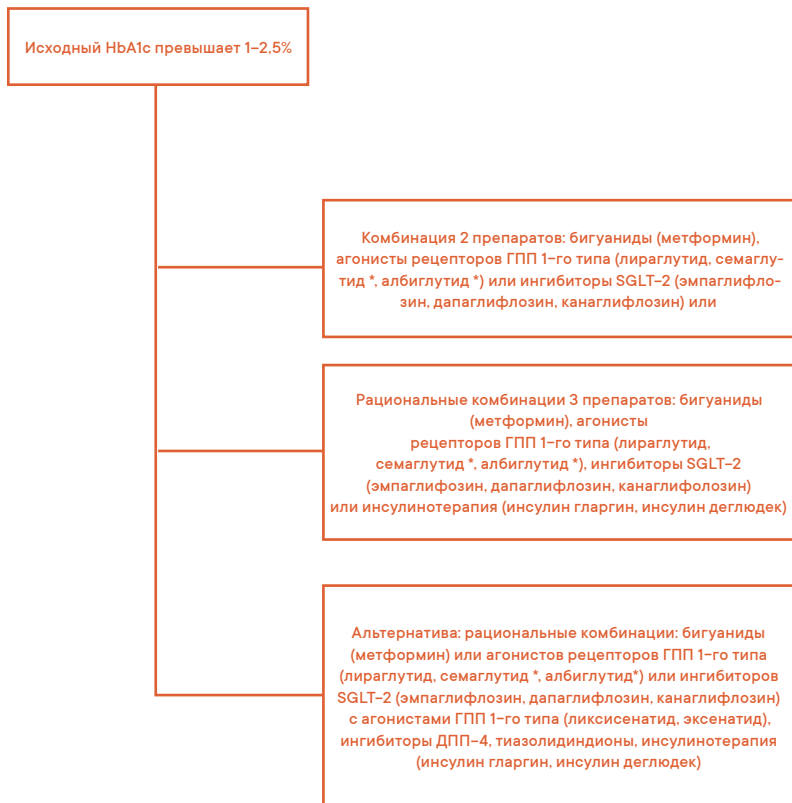 Исходный HbA1c превышает 1–2,5%
Комбинация 2 препаратов: бигуаниды (метформин),
агонисты рецепторов ГПП 1-го типа (лираглутид, семаглу-
тид *, албиглутид *) или ингибиторы SGLT-2 (эмпаглифло-
зин, дапаглифлозин, канаглифлозин) или
Рациональные комбинации 3 препаратов: бигуаниды
(метформин), агонисты
рецепторов ГПП 1-го типа (лираглутид,
семаглутид *, албиглутид *), ингибиторы SGLT-2
(эмпаглифозин, дапаглифлозин, канаглифолозин)
или инсулинотерапия (инсулин гларгин, инсулин деглюдек)
Альтернатива: рациональные комбинации: бигуаниды
(метформин) или агонистов рецепторов ГПП 1-го типа
(лираглутид, семаглутид *, албиглутид*) или ингибиторов
SGLT-2 (эмпаглифлозин, дапаглифлозин, канаглифлозин)
с агонистами ГПП 1-го типа (ликсисенатид, эксенатид),
ингибиторы ДПП-4, тиазолидиндионы, инсулинотерапия
(инсулин гларгин, инсулин деглюдек)